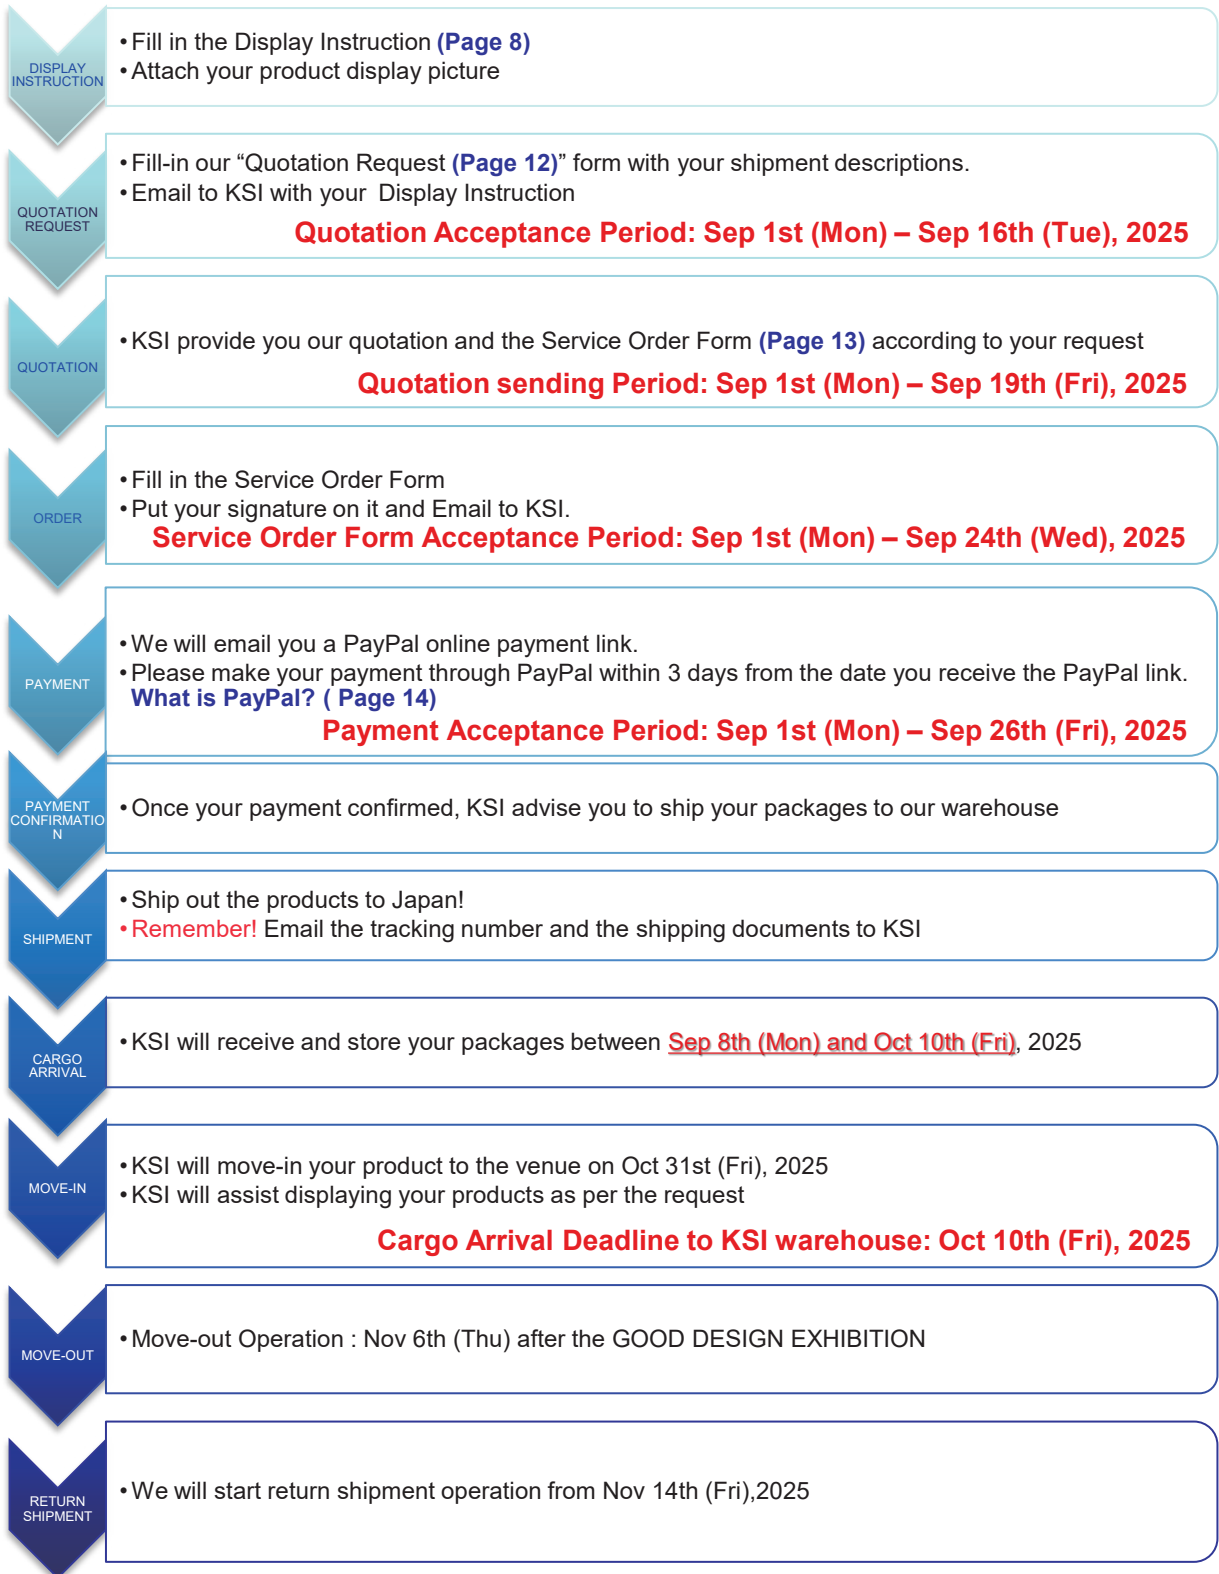 DISPLAY
INSTRUCTION
• Fill in the Display Instruction (Page 8)
• Attach your product display picture
QUOTATION
REQUEST
• Fill-in our “Quotation Request (Page 12)” form with your shipment descriptions.
• Email to KSI with your Display Instruction
Quotation Acceptance Period: Sep 1st (Mon) – Sep 16th (Tue), 2025
QUOTATION
• KSI provide you our quotation and the Service Order Form (Page 13) according to your request
Quotation sending Period: Sep 1st (Mon) – Sep 19th (Fri), 2025
ORDER
• Fill in the Service Order Form
• Put your signature on it and Email to KSI.
Service Order Form Acceptance Period: Sep 1st (Mon) – Sep 24th (Wed), 2025
PAYMENT
• We will email you a PayPal online payment link.
• Please make your payment through PayPal within 3 days from the date you receive the PayPal link.
What is PayPal? ( Page 14)
Payment Acceptance Period: Sep 1st (Mon) – Sep 26th (Fri), 2025
PAYMENT
CONFIRMATIO
N
• Once your payment confirmed, KSI advise you to ship your packages to our warehouse
SHIPMENT
• Ship out the products to Japan!
• Remember! Email the tracking number and the shipping documents to KSI
CARGO
ARRIVAL
• KSI will receive and store your packages between Sep 8th (Mon) and Oct 10th (Fri), 2025
MOVE-IN
• KSI will move-in your product to the venue on Oct 31st (Fri), 2025
• KSI will assist displaying your products as per the request
Cargo Arrival Deadline to KSI warehouse: Oct 10th (Fri), 2025
MOVE-OUT
• Move-out Operation : Nov 6th (Thu) after the GOOD DESIGN EXHIBITION
RETURN
SHIPMENT
• We will start return shipment operation from Nov 14th (Fri),2025